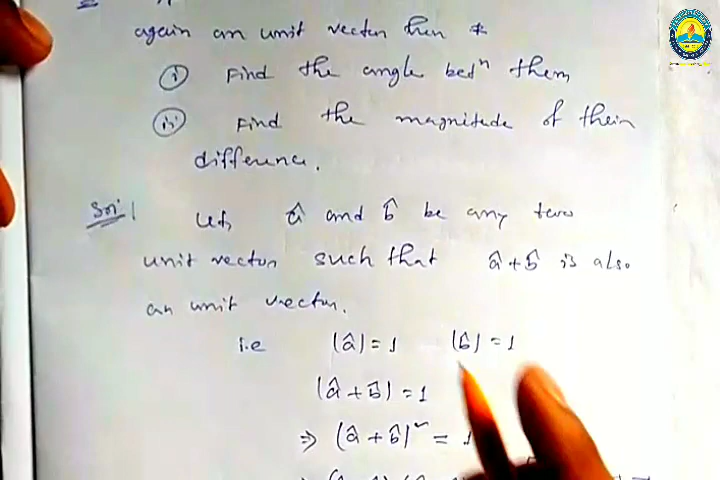 again an unit vector then
(i) Find the angle betⁿ them
(ii) Find the magnitude of their
difference.
Solⁿ! Let, â and b̂ be any two
unit vector such that â + b̂ is also
an unit vector.
i.e |â| = 1 |b̂| = 1
|â + b̂| = 1
⇒ |â + b̂|² = 1